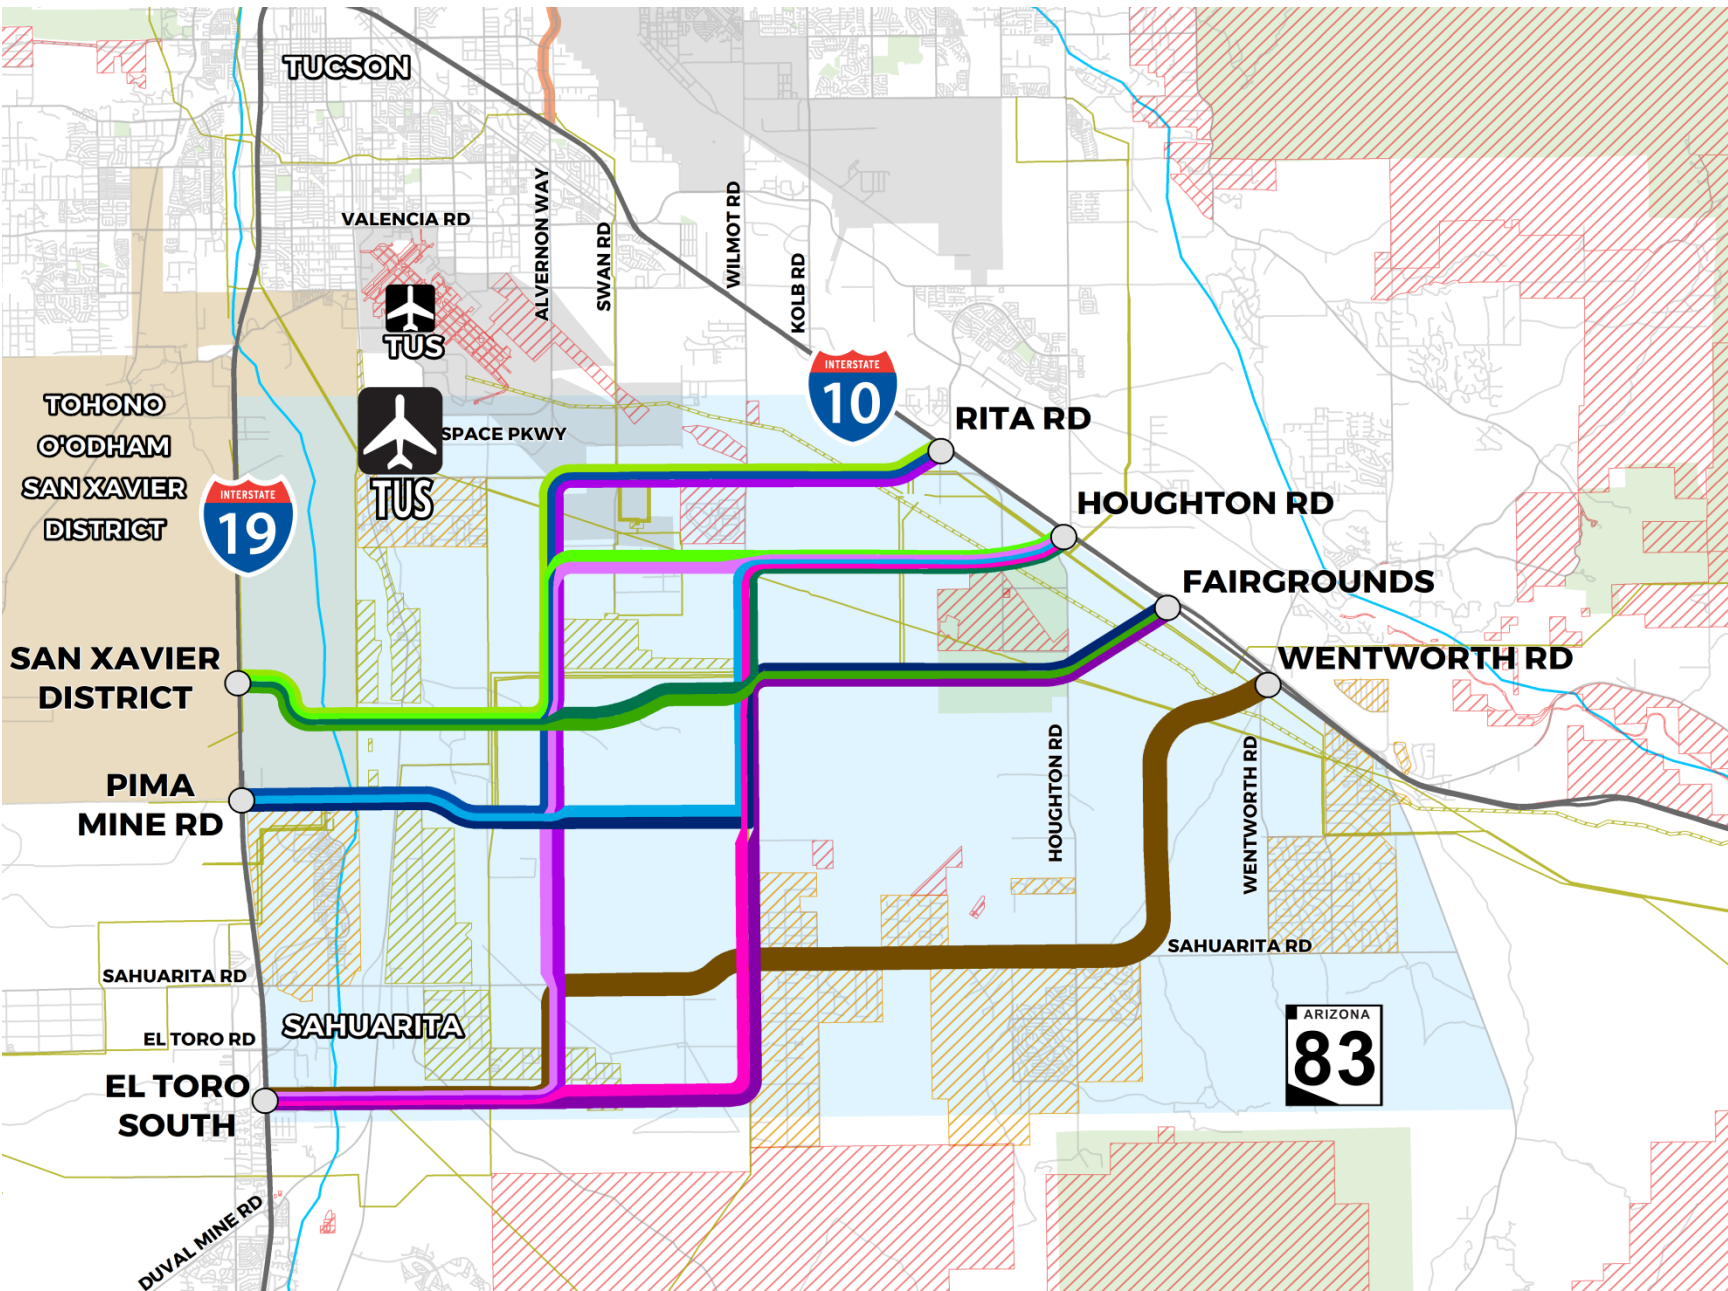 TUCSON
VALENCIA RD
ALVERNON WAY
SWAN RD
WILMOT RD
KOLB RD
TUS
INTERSTATE
10
TOHONO
O'ODHAM
SAN XAVIER
DISTRICT
SPACE PKWY
TUS
RITA RD
INTERSTATE
19
HOUGHTON RD
FAIRGROUNDS
SAN XAVIER
DISTRICT
WENTWORTH RD
PIMA
MINE RD
HOUGHTON RD
WENTWORTH RD
SAHUARITA RD
SAHUARITA RD
SAHUARITA
EL TORO RD
ARIZONA
83
EL TORO
SOUTH
DUVAL MINE RD